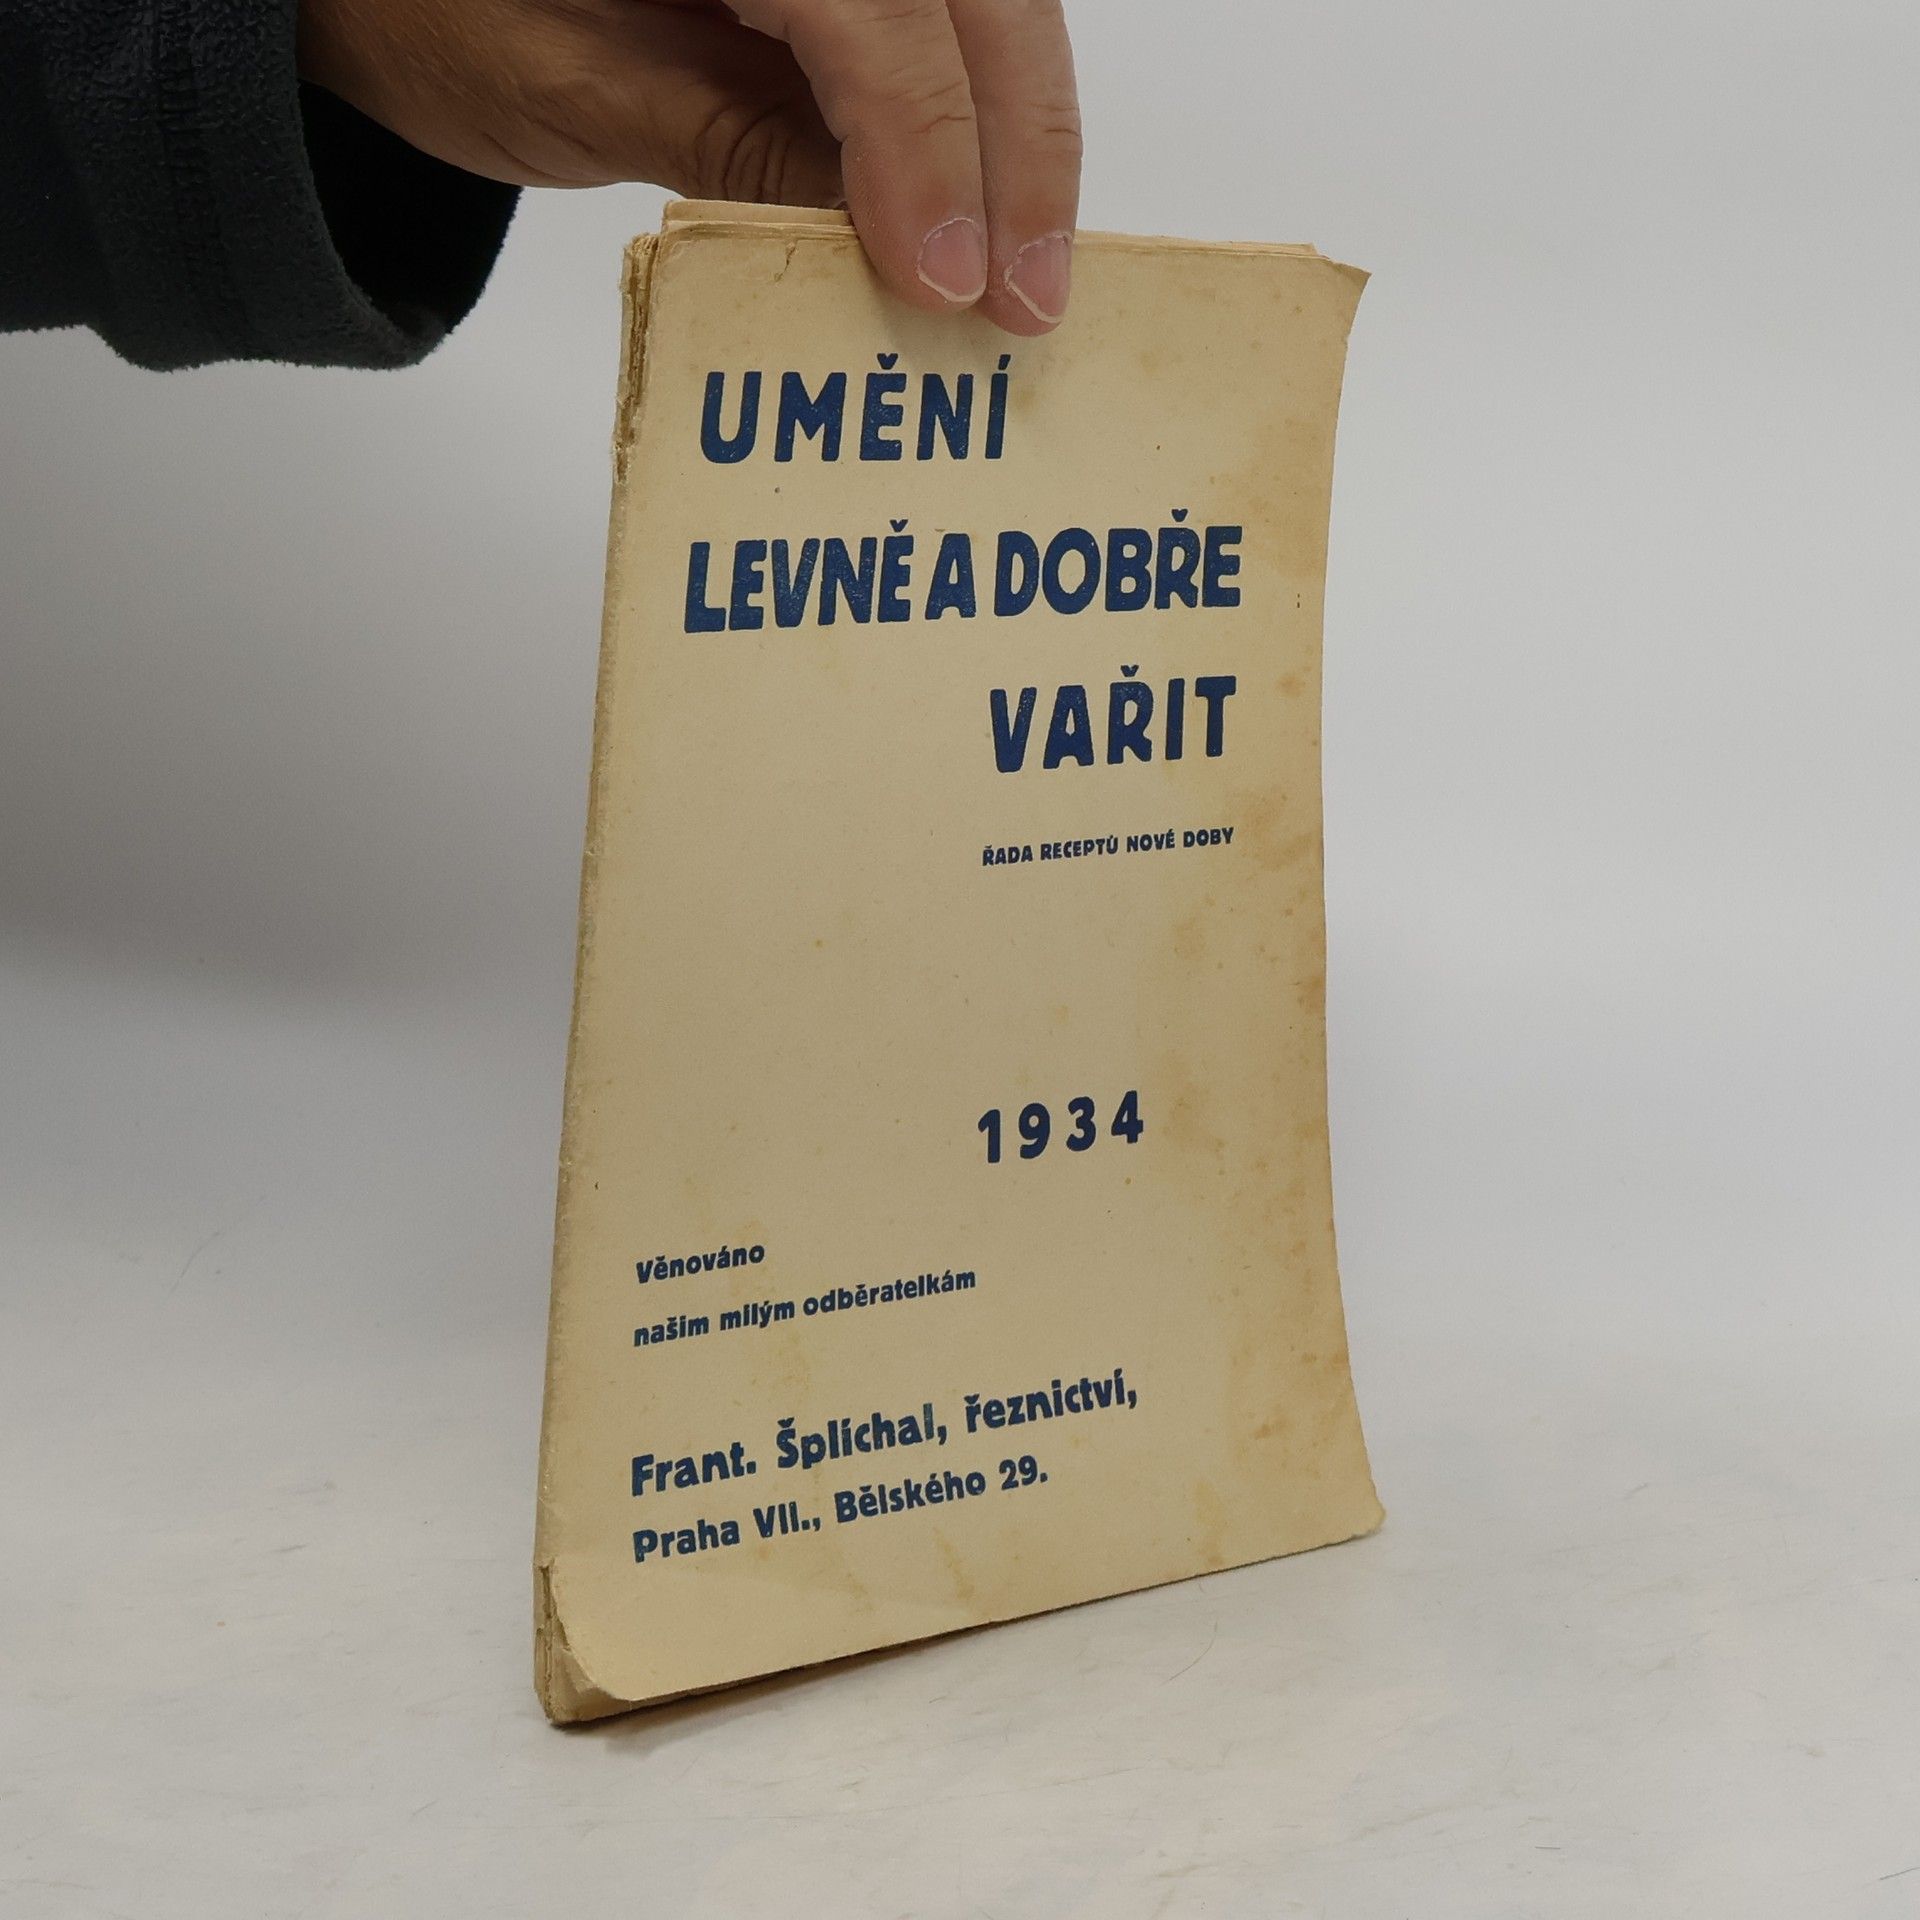 UMĚNÍ
LEVNĚ A DOBŘE
VAŘIT
ŘADA RECEPTŮ NOVÉ DOBY
1934
Věnováno
našim milým odběratelkám
Frant. Šplíchal, řeznictví,
Praha VII., Bělského 29.